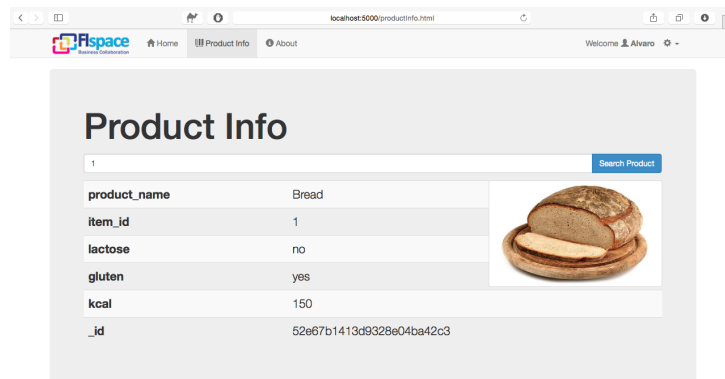 localhost:5000/productInfo.html
FIspace
Business Collaboration
Home
Product Info
About
Welcome Alvaro
Product Info
1
Search Product
product_name Bread
item_id 1
lactose no
gluten yes
kcal 150
_id 52e67b1413d9328e04ba42c3